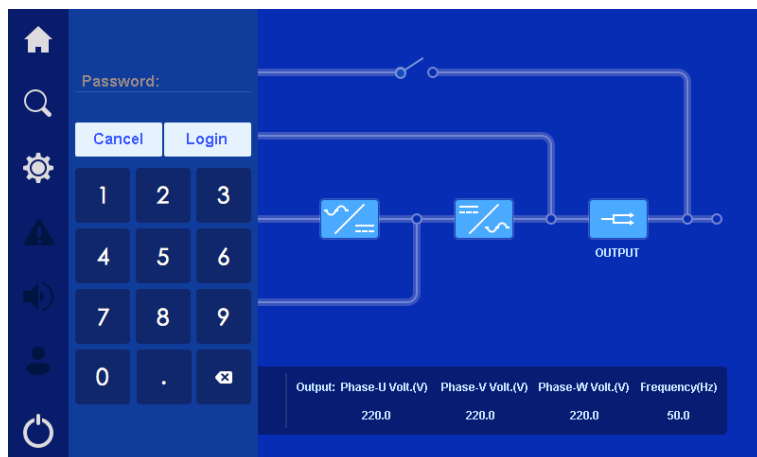 Password:
Cancel Login
1 2 3
4 5 6
7 8 9
0 .
OUTPUT
Output: Phase-U Volt.(V) Phase-V Volt.(V) Phase-W Volt.(V) Frequency(Hz)
220.0 220.0 220.0 50.0